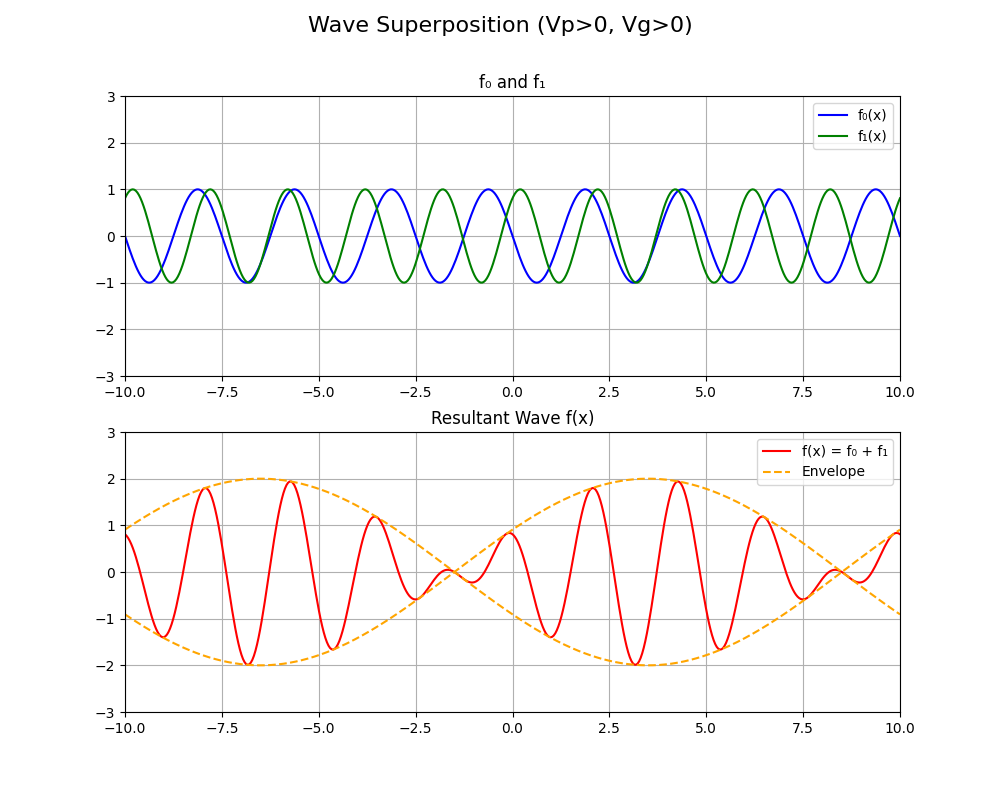 Wave Superposition (Vp>0, Vg>0)
f₀ and f₁
3
2
1
0
−1
−2
−3
f₀(x)
f₁(x)
−10.0 −7.5 −5.0 −2.5 0.0 2.5 5.0 7.5 10.0
Resultant Wave f(x)
3
2
1
0
−1
−2
−3
f(x) = f₀ + f₁
Envelope
−10.0 −7.5 −5.0 −2.5 0.0 2.5 5.0 7.5 10.0